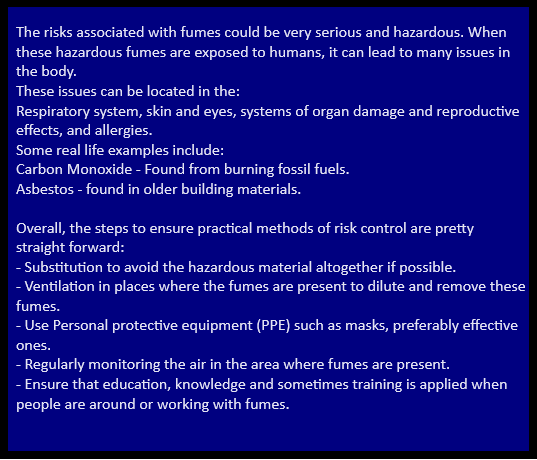 The risks associated with fumes could be very serious and hazardous. When
these hazardous fumes are exposed to humans, it can lead to many issues in
the body.
These issues can be located in the:
Respiratory system, skin and eyes, systems of organ damage and reproductive
effects, and allergies.
Some real life examples include:
Carbon Monoxide - Found from burning fossil fuels.
Asbestos - found in older building materials.
Overall, the steps to ensure practical methods of risk control are pretty
straight forward:
- Substitution to avoid the hazardous material altogether if possible.
- Ventilation in places where the fumes are present to dilute and remove these
fumes.
- Use Personal protective equipment (PPE) such as masks, preferably effective
ones.
- Regularly monitoring the air in the area where fumes are present.
- Ensure that education, knowledge and sometimes training is applied when
people are around or working with fumes.